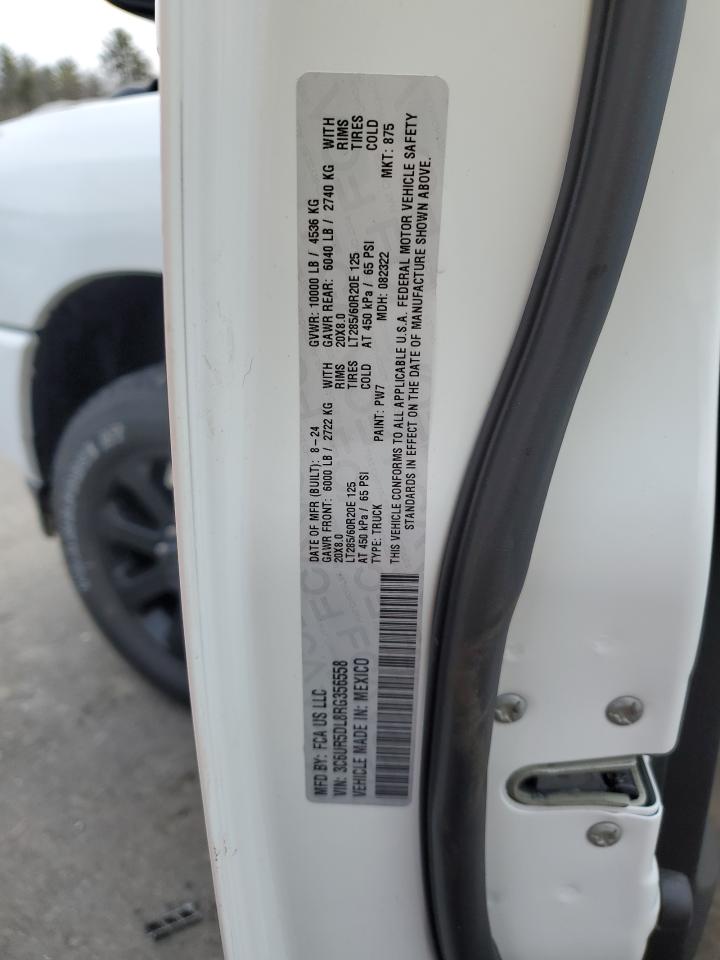 MFD BY: FCA US LLC
DATE OF MFR (BUILT): 8-24
GVWR: 10000 LB / 4536 KG
GAWR FRONT: 6000 LB / 2722 KG WITH
GAWR REAR: 6040 LB / 2740 KG WITH
20X8.0 RIMS
20X8.0 RIMS
LT285/60R20E 125 TIRES
LT285/60R20E 125 TIRES
AT 450 kPa / 65 PSI COLD
AT 450 kPa / 65 PSI COLD
VIN: 3C6UR5DL8RG356558
TYPE: TRUCK PAINT: PW7 MDH: 082322 MKT: 875
VEHICLE MADE IN: MEXICO
THIS VEHICLE CONFORMS TO ALL APPLICABLE U.S.A. FEDERAL MOTOR VEHICLE SAFETY
STANDARDS IN EFFECT ON THE DATE OF MANUFACTURE SHOWN ABOVE.